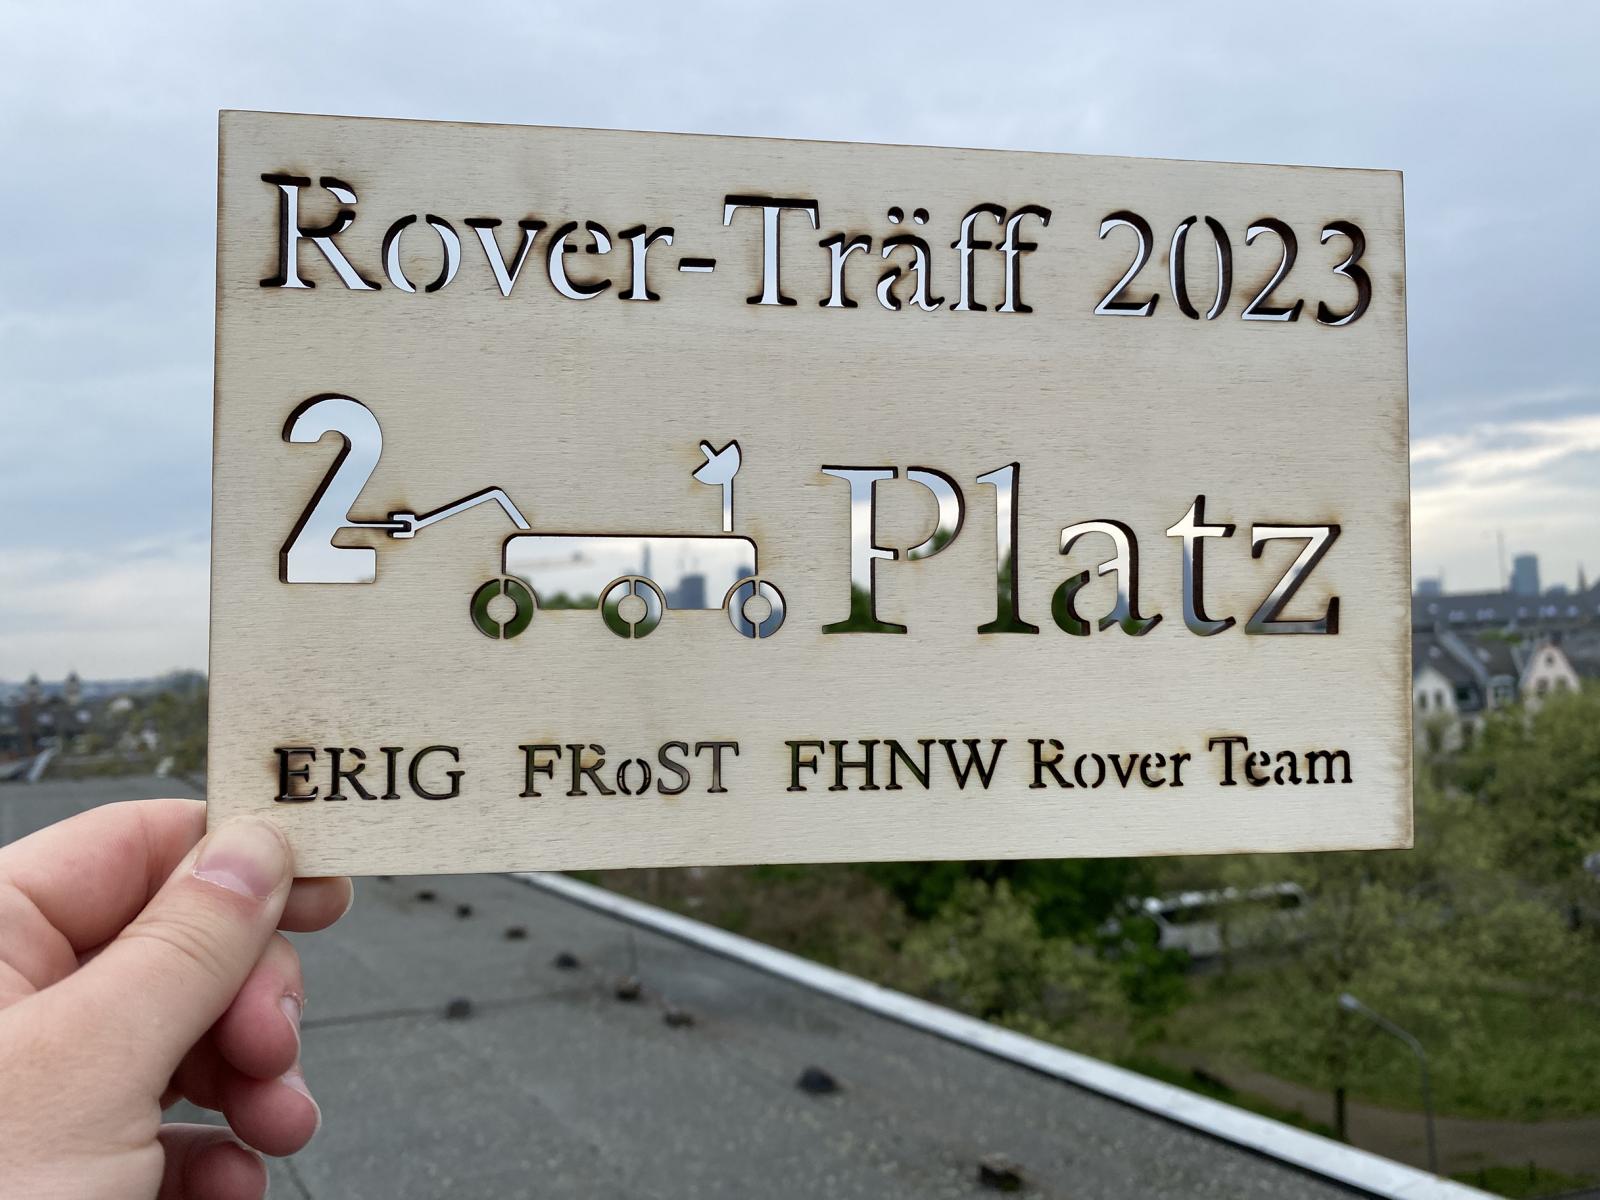 Rover-Träff 2023
2 Platz
ERIG FRoST FHNW Rover Team